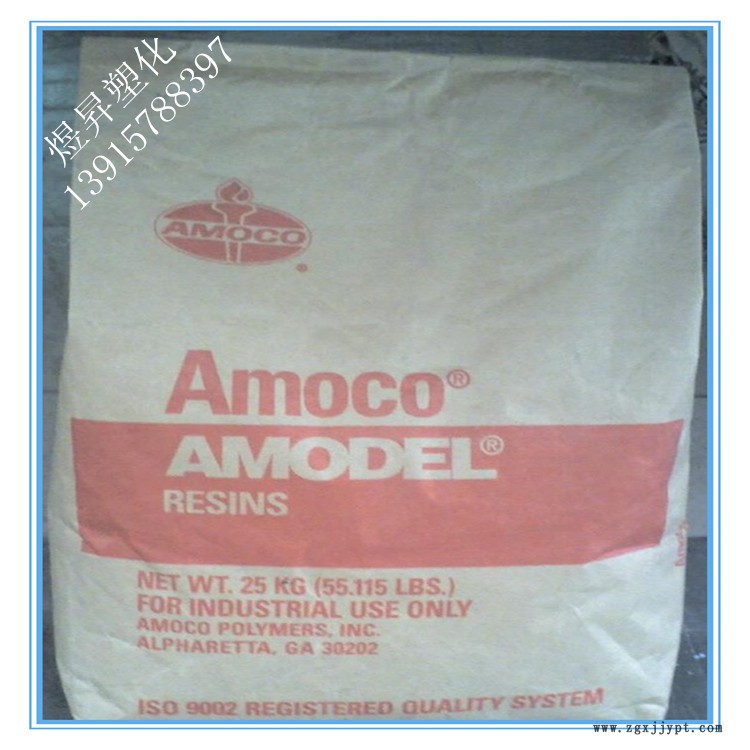 煜昇塑化
13915788397
AMOCO
Amoco®
AMODEL®
RESINS
NET WT. 25 KG (55.115 LBS.)
FOR INDUSTRIAL USE ONLY
AMOCO POLYMERS, INC.
ALPHARETTA, GA 30202
ISO 9002 REGISTERED QUALITY SYSTEM
www.zgxjjypt.com